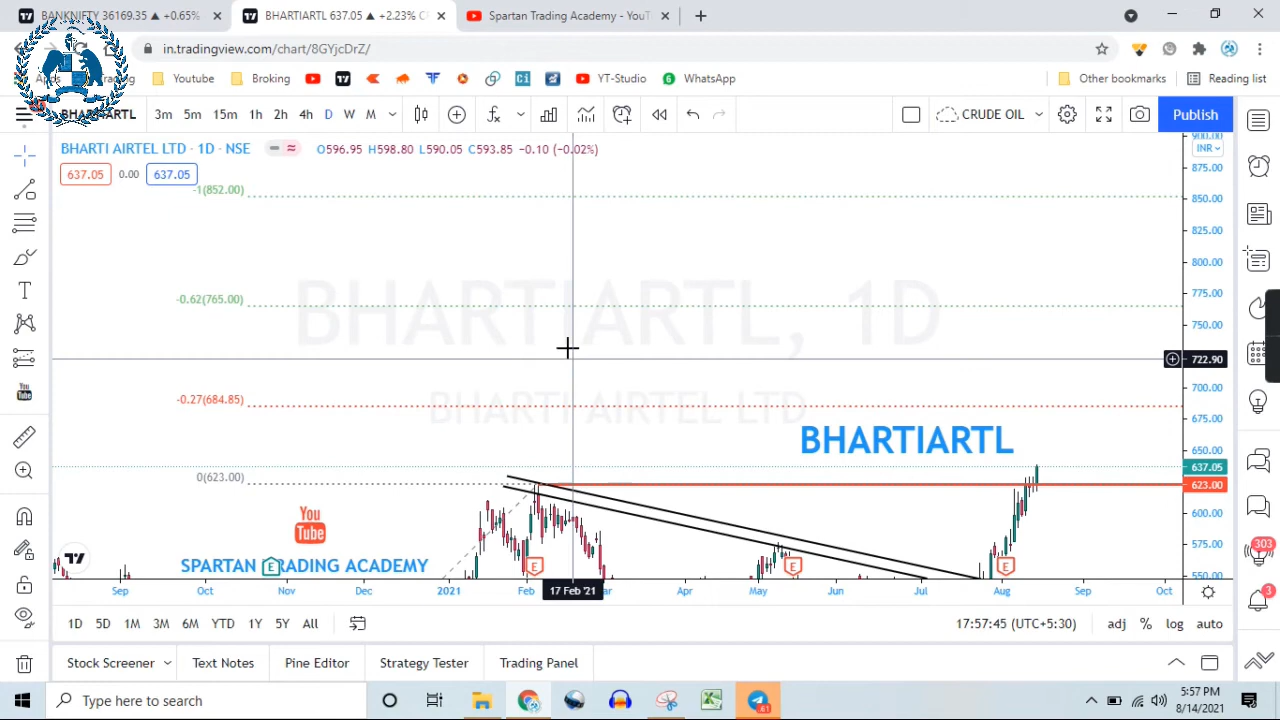 BANKNIFTY 36169.35 ▲ +0.65%
BHARTIARTL 637.05 ▲ +2.23%
Spartan Trading Academy - YouT
in.tradingview.com/chart/8GYjcDrZ/
Apps
Youtube
Broking
YT-Studio
WhatsApp
Other bookmarks
Reading list
BHARTIARTL
3m 5m 15m 1h 2h 4h D W M
CRUDE OIL
Publish
BHARTI AIRTEL LTD · 1D · NSE
O596.95 H598.80 L590.05 C593.85 -0.10 (-0.02%)
637.05 0.00 637.05
900.00
INR
875.00
850.00
825.00
800.00
775.00
750.00
722.90
700.00
675.00
650.00
637.05
623.00
600.00
575.00
550.00
-1(852.00)
-0.62(765.00)
-0.27(684.85)
0(623.00)
BHARTIARTL, 1D
BHARTI AIRTEL LTD
BHARTIARTL
You
Tube
SPARTAN TRADING ACADEMY
E
E
E
E
You
Tube
303
3
Sep Oct Nov Dec 2021 Feb 17 Feb '21 Mar Apr May Jun Jul Aug Sep Oct
1D 5D 1M 3M 6M YTD 1Y 5Y All
17:57:45 (UTC+5:30)
adj % log auto
Stock Screener
Text Notes
Pine Editor
Strategy Tester
Trading Panel
Type here to search
61
5:57 PM
8/14/2021